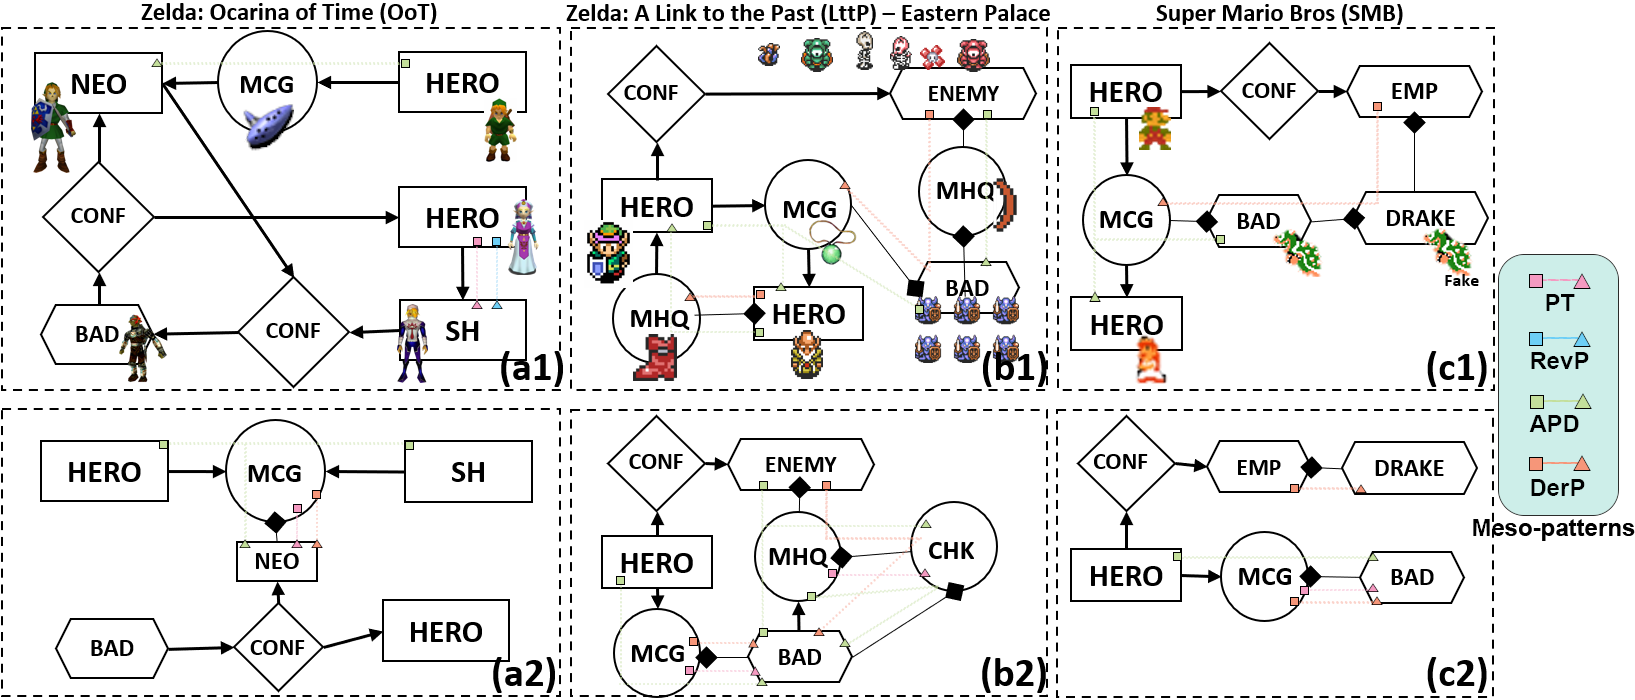 Zelda: Ocarina of Time (OoT)
Zelda: A Link to the Past (LttP) – Eastern Palace
Super Mario Bros (SMB)
NEO
MCG
HERO
CONF
HERO
BAD
CONF
SH
(a1)
CONF
ENEMY
HERO
MCG
MHQ
MHQ
HERO
BAD
(b1)
HERO
CONF
EMP
MCG
BAD
DRAKE
Fake
HERO
(c1)
PT
RevP
APD
DerP
Meso-patterns
HERO
MCG
SH
NEO
BAD
CONF
HERO
(a2)
CONF
ENEMY
HERO
MHQ
CHK
MCG
BAD
(b2)
CONF
EMP
DRAKE
HERO
MCG
BAD
(c2)